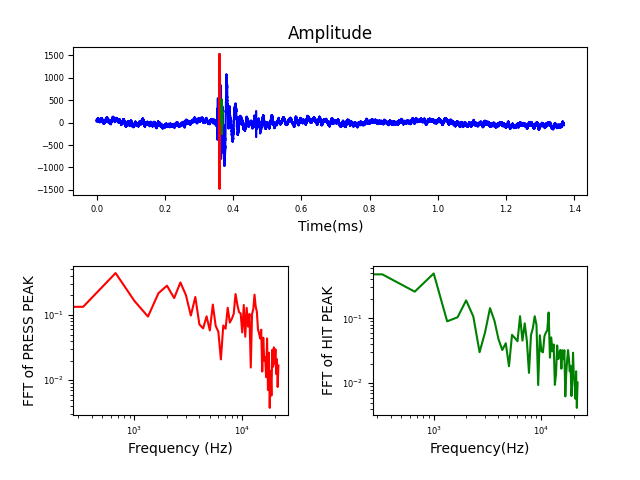 Amplitude
1500
1000
500
0
−500
−1000
−1500
0.0 0.2 0.4 0.6 0.8 1.0 1.2 1.4
Time(ms)
FFT of PRESS PEAK
10⁻¹
10⁻²
10³ 10⁴
Frequency (Hz)
FFT of HIT PEAK
10⁻¹
10⁻²
10³ 10⁴
Frequency(Hz)